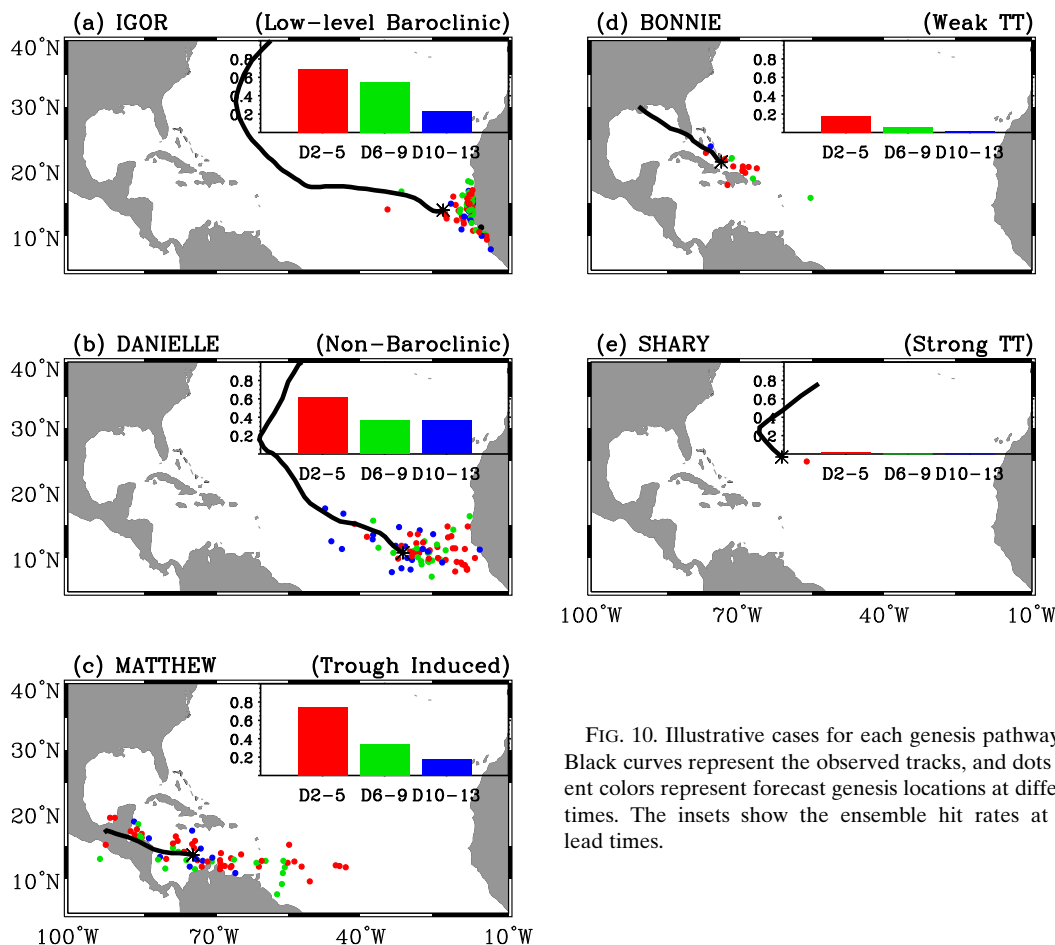 (a) IGOR (Low-level Baroclinic)
40°N
30°N
20°N
10°N
0.8
0.6
0.4
0.2
D2-5 D6-9 D10-13
(b) DANIELLE (Non-Baroclinic)
40°N
30°N
20°N
10°N
0.8
0.6
0.4
0.2
D2-5 D6-9 D10-13
(c) MATTHEW (Trough Induced)
40°N
30°N
20°N
10°N
0.8
0.6
0.4
0.2
D2-5 D6-9 D10-13
100°W 70°W 40°W 10°W
(d) BONNIE (Weak TT)
0.8
0.6
0.4
0.2
D2-5 D6-9 D10-13
(e) SHARY (Strong TT)
0.8
0.6
0.4
0.2
D2-5 D6-9 D10-13
100°W 70°W 40°W 10°W
FIG. 10. Illustrative cases for each genesis pathway
Black curves represent the observed tracks, and dots
ent colors represent forecast genesis locations at diffe
times. The insets show the ensemble hit rates at
lead times.